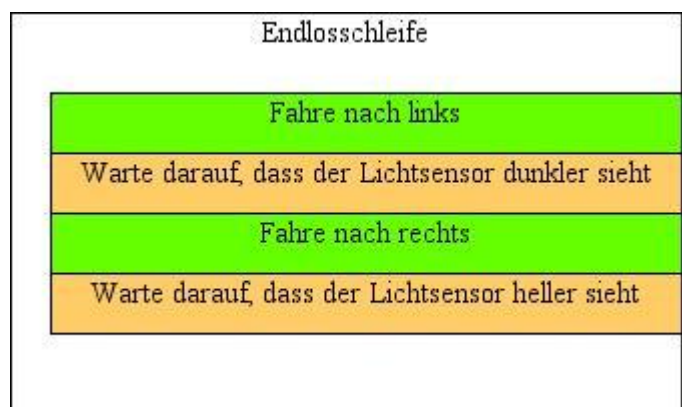 Endlosschleife
Fahre nach links
Warte darauf, dass der Lichtsensor dunkler sieht
Fahre nach rechts
Warte darauf, dass der Lichtsensor heller sieht